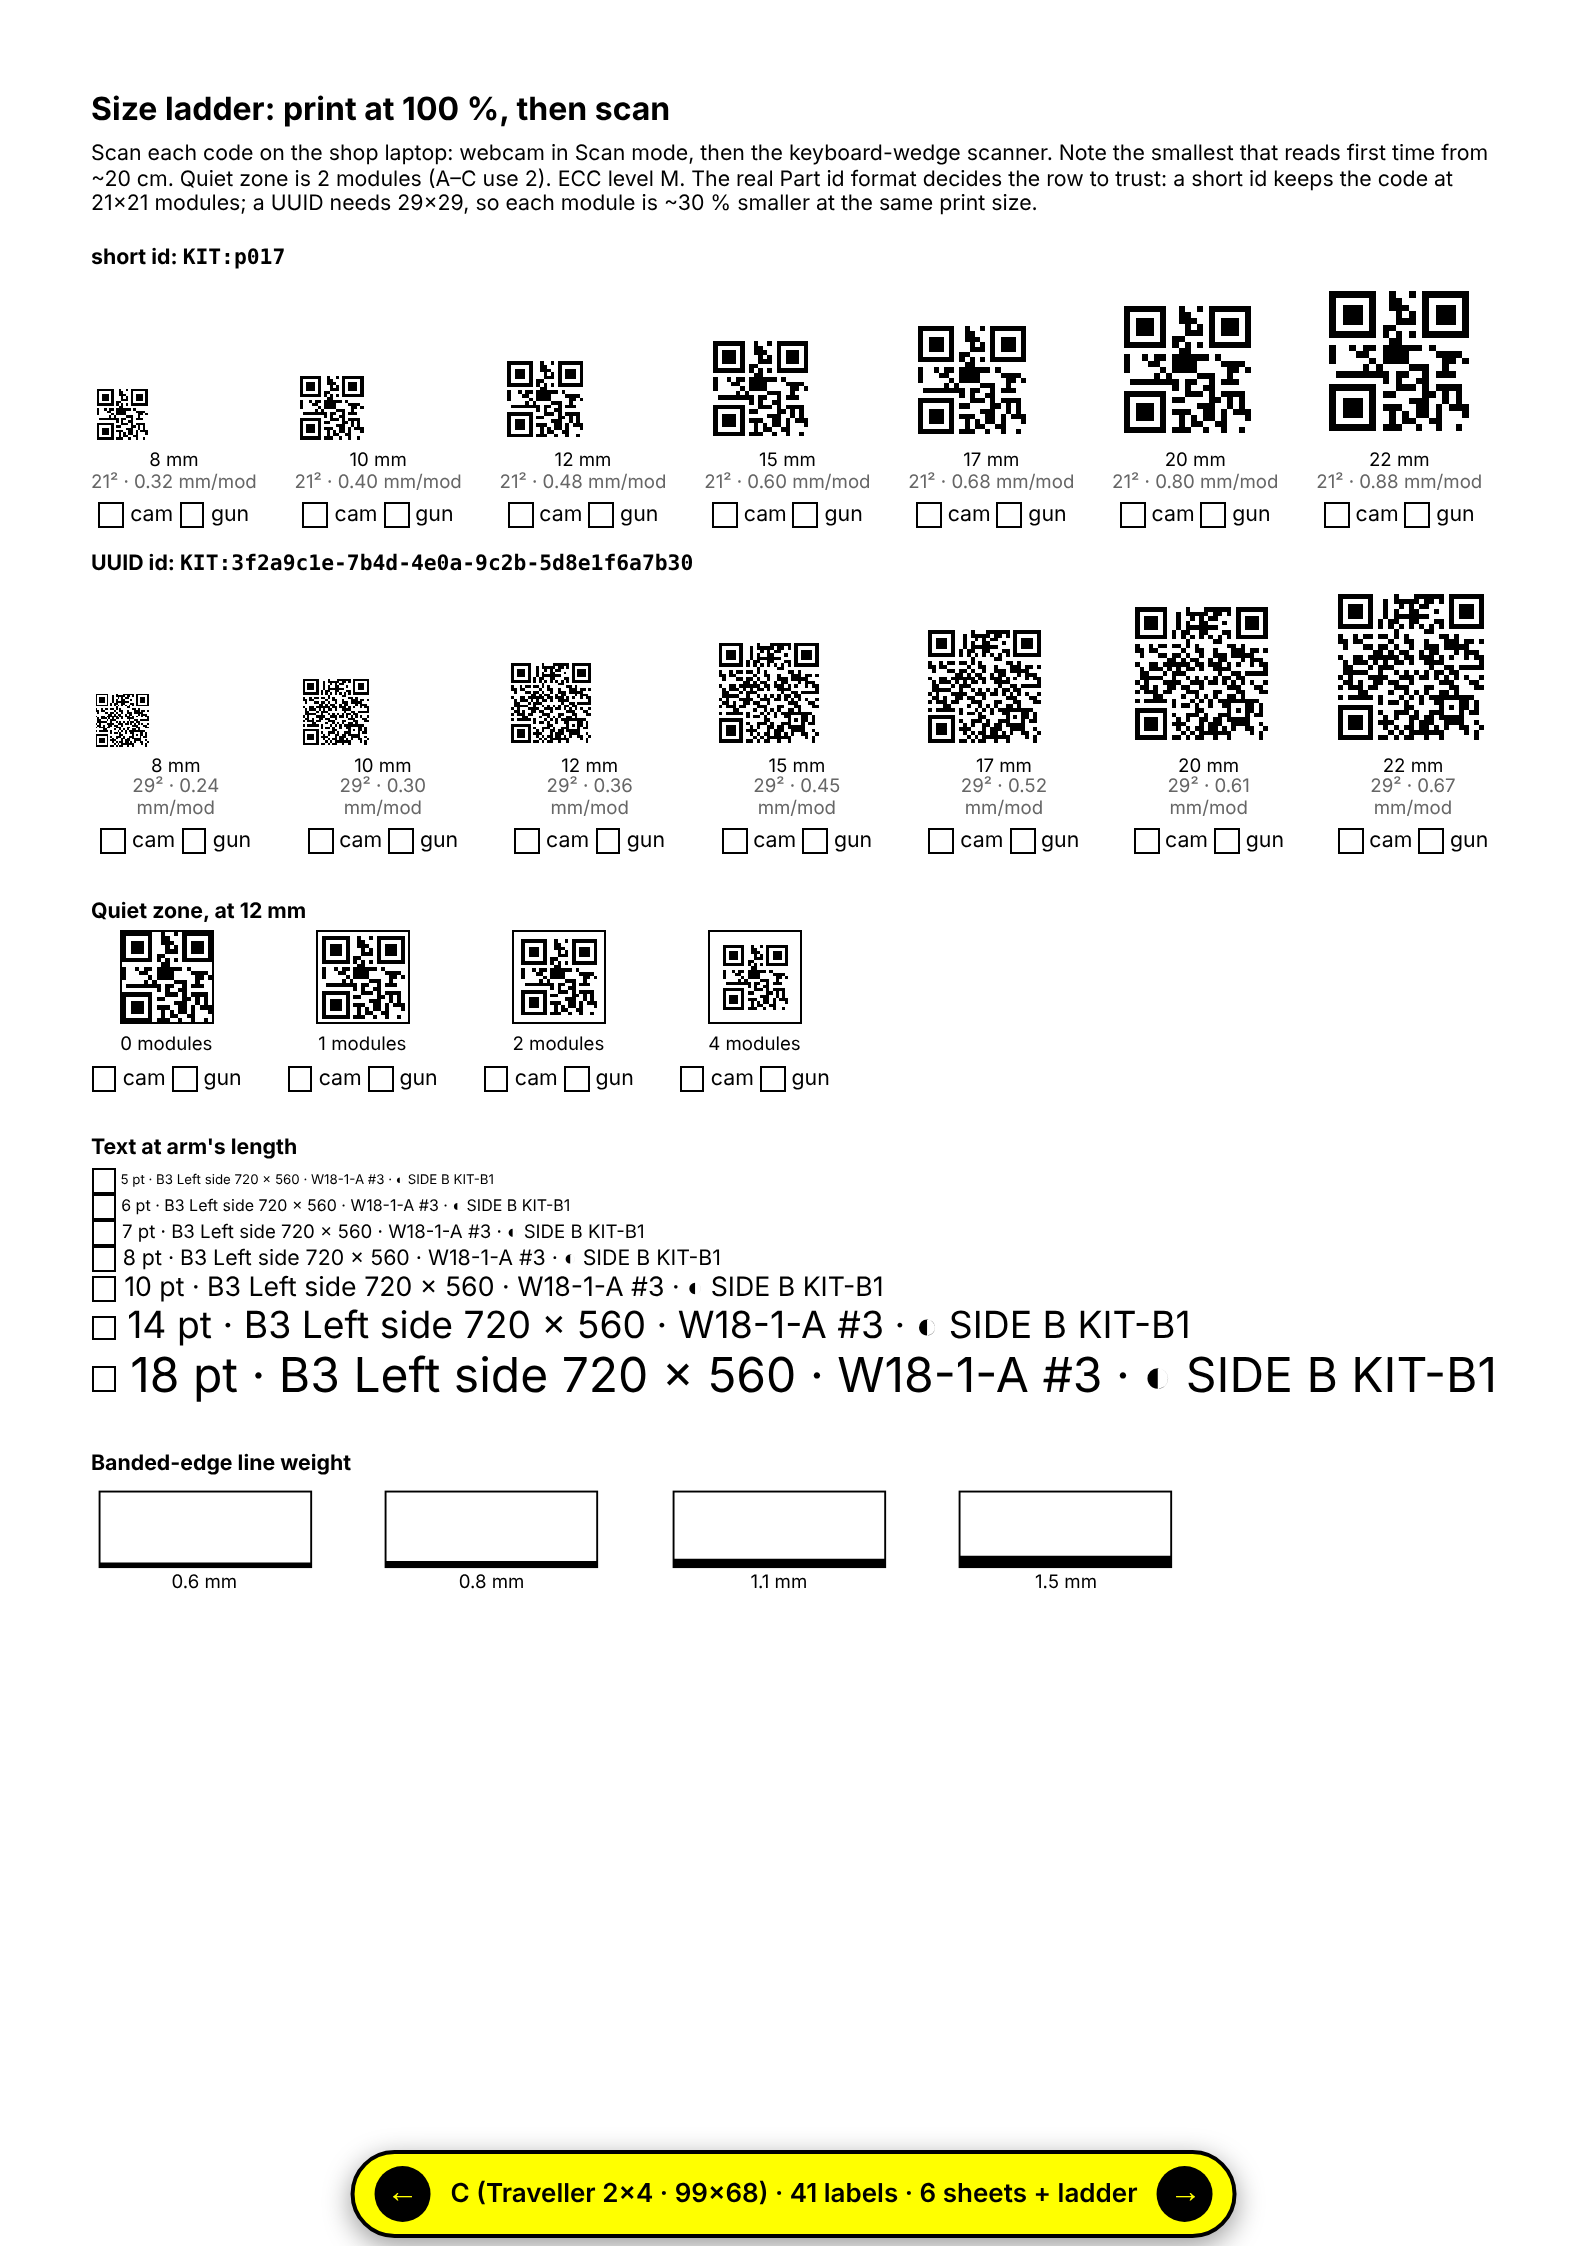 Size ladder: print at 100 %, then scan
Scan each code on the shop laptop: webcam in Scan mode, then the keyboard-wedge scanner. Note the smallest that reads first time from
~20 cm. Quiet zone is 2 modules (A–C use 2). ECC level M. The real Part id format decides the row to trust: a short id keeps the code at
21×21 modules; a UUID needs 29×29, so each module is ~30 % smaller at the same print size.
short id: KIT:p017
8 mm 10 mm 12 mm 15 mm 17 mm 20 mm 22 mm
21² · 0.32 mm/mod 21² · 0.40 mm/mod 21² · 0.48 mm/mod 21² · 0.60 mm/mod 21² · 0.68 mm/mod 21² · 0.80 mm/mod 21² · 0.88 mm/mod
cam gun cam gun cam gun cam gun cam gun cam gun cam gun
UUID id: KIT:3f2a9c1e-7b4d-4e0a-9c2b-5d8e1f6a7b30
8 mm 10 mm 12 mm 15 mm 17 mm 20 mm 22 mm
29² · 0.24 29² · 0.30 29² · 0.36 29² · 0.45 29² · 0.52 29² · 0.61 29² · 0.67
mm/mod mm/mod mm/mod mm/mod mm/mod mm/mod mm/mod
cam gun cam gun cam gun cam gun cam gun cam gun cam gun
Quiet zone, at 12 mm
0 modules 1 modules 2 modules 4 modules
cam gun cam gun cam gun cam gun
Text at arm's length
5 pt · B3 Left side 720 × 560 · W18-1-A #3 · ◐ SIDE B KIT-B1
6 pt · B3 Left side 720 × 560 · W18-1-A #3 · ◐ SIDE B KIT-B1
7 pt · B3 Left side 720 × 560 · W18-1-A #3 · ◐ SIDE B KIT-B1
8 pt · B3 Left side 720 × 560 · W18-1-A #3 · ◐ SIDE B KIT-B1
10 pt · B3 Left side 720 × 560 · W18-1-A #3 · ◐ SIDE B KIT-B1
14 pt · B3 Left side 720 × 560 · W18-1-A #3 · ◐ SIDE B KIT-B1
18 pt · B3 Left side 720 × 560 · W18-1-A #3 · ◐ SIDE B KIT-B1
Banded-edge line weight
0.6 mm 0.8 mm 1.1 mm 1.5 mm
← C (Traveller 2×4 · 99×68) · 41 labels · 6 sheets + ladder →